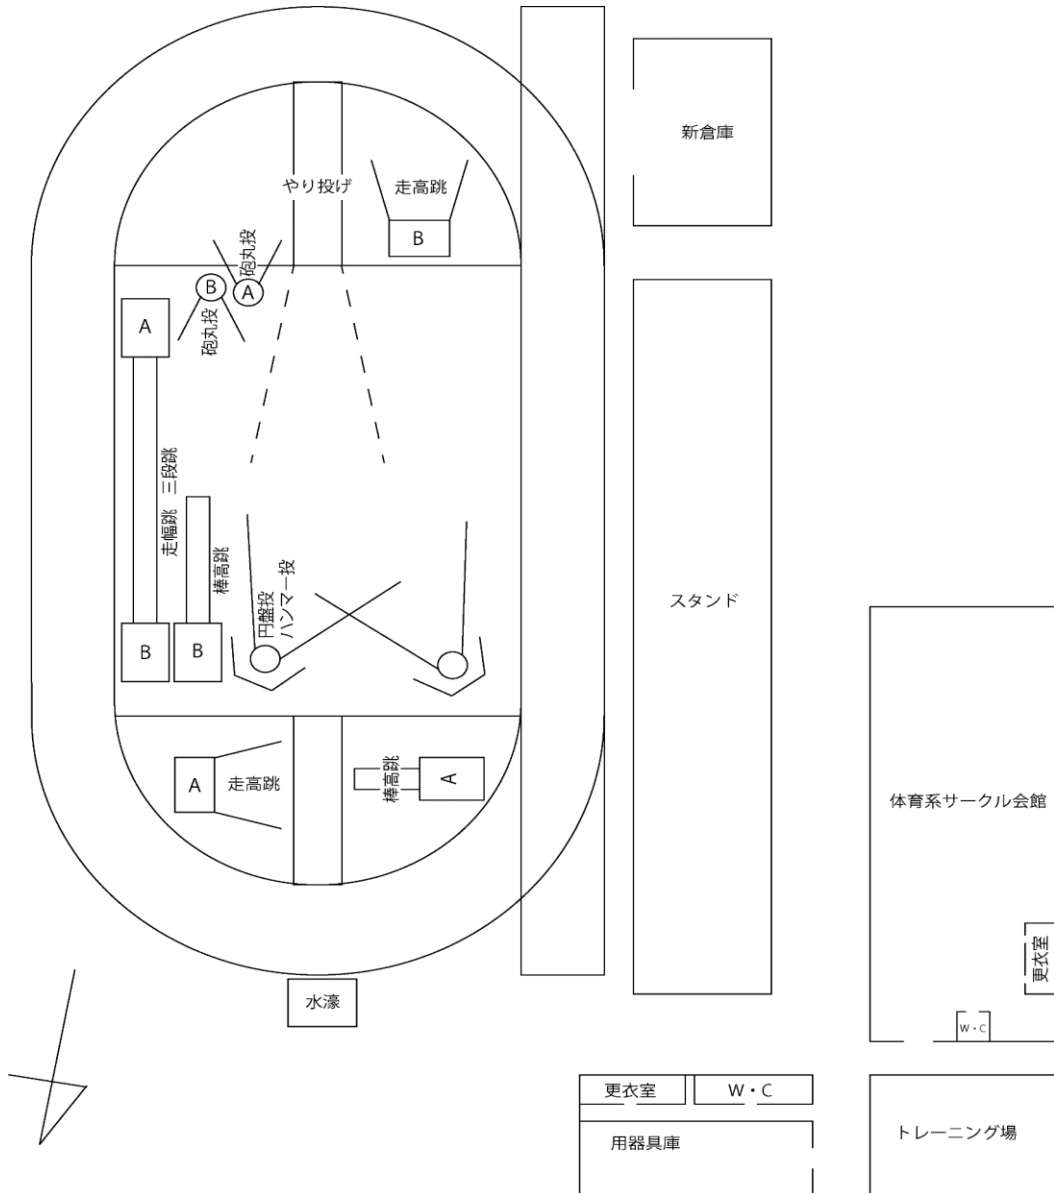 新倉庫
やり投げ
走高跳
B
砲丸投
B
A
砲丸投
A
走幅跳　三段跳
棒高跳
円盤投
ハンマー投
スタンド
B
B
A
走高跳
棒高跳
A
体育系サークル会館
更衣室
水濠
W・C
更衣室
W・C
トレーニング場
用器具庫